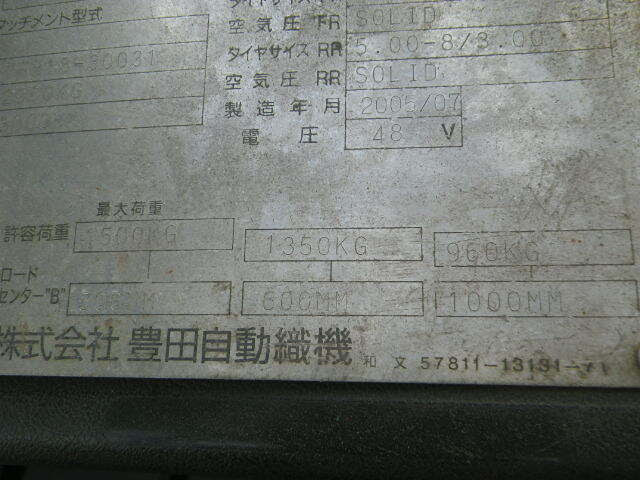 タッチメント型式
空気圧 FR SOLID
タイヤサイズ RR 5.00-8/3.00
空気圧 RR SOLID
製造年月 2005/07
電圧 48 V
最大荷重
許容荷重 1350KG 960KG
ロード
センター"B" 600MM 1000MM
株式会社 豊田自動織機 和文 57811-13131-71